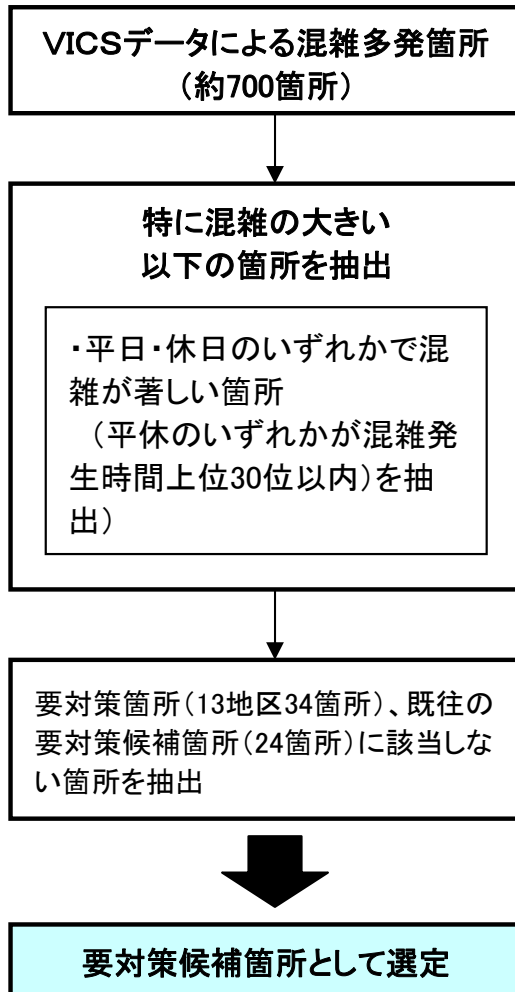 VICSデータによる混雑多発箇所
（約700箇所）
特に混雑の大きい
以下の箇所を抽出
・平日・休日のいずれかで混
雑が著しい箇所
（平休のいずれかが混雑発
生時間上位30位以内）を抽
出）
要対策箇所（13地区34箇所）、既往の
要対策候補箇所（24箇所）に該当しな
い箇所を抽出
要対策候補箇所として選定